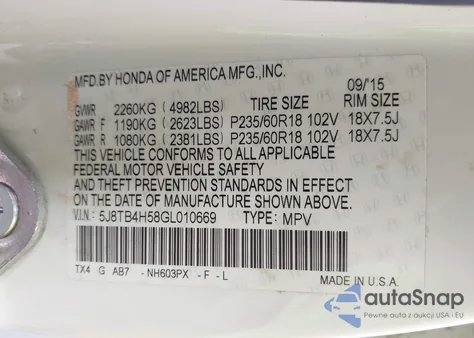 MFD.BY HONDA OF AMERICA MFG.,INC.
09/'15
GVWR 2260KG (4982LBS) TIRE SIZE RIM SIZE
GAWR F 1190KG (2623LBS) P235/60R18 102V 18X7.5J
GAWR R 1080KG (2381LBS) P235/60R18 102V 18X7.5J
THIS VEHICLE CONFORMS TO ALL APPLICABLE
FEDERAL MOTOR VEHICLE SAFETY
AND THEFT PREVENTION STANDARDS IN EFFECT
ON THE DATE OF MANUFACTURE SHOWN ABOVE.
V.I.N.: 5J8TB4H58GL010669 TYPE: MPV
TX4 G AB7 -NH603PX -F -L
MADE IN U.S.A.
autoSnap
Pewne auta z aukcji USA i EU